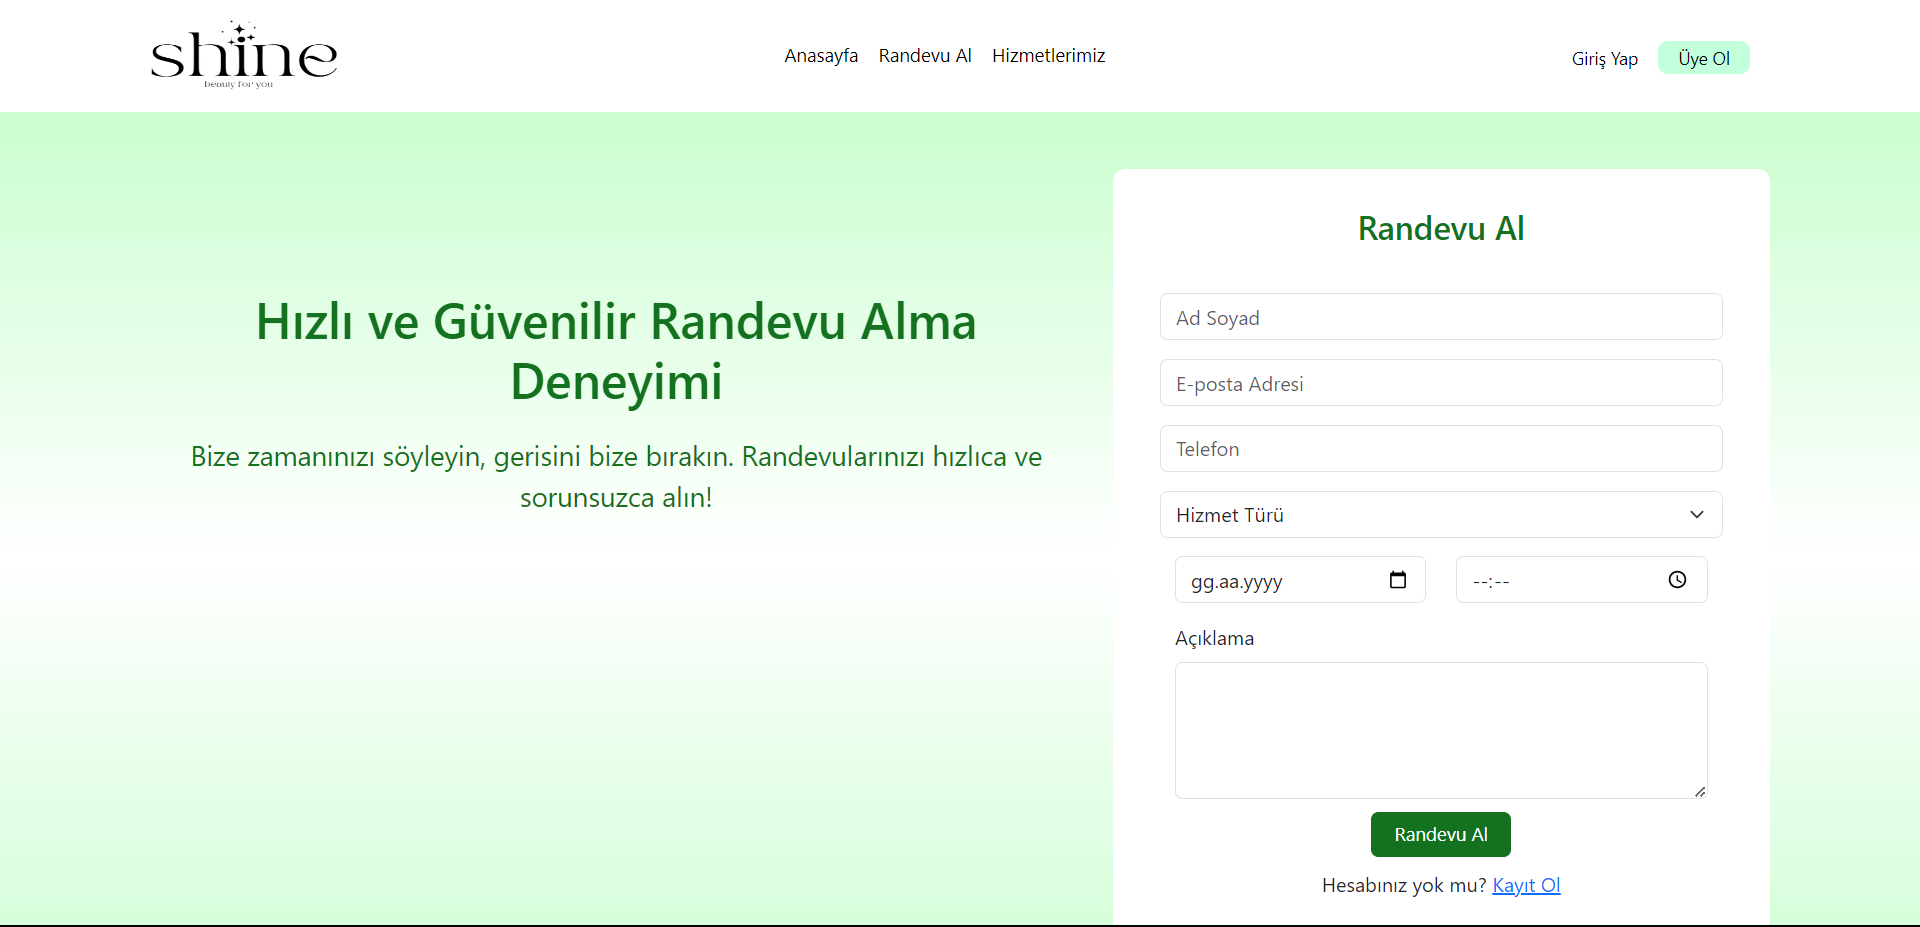 shine
beauty for you
Anasayfa Randevu Al Hizmetlerimiz
Giriş Yap Üye Ol
Hızlı ve Güvenilir Randevu Alma
Deneyimi
Bize zamanınızı söyleyin, gerisini bize bırakın. Randevularınızı hızlıca ve
sorunsuzca alın!
Randevu Al
Ad Soyad
E-posta Adresi
Telefon
Hizmet Türü
gg.aa.yyyy --:--
Açıklama
Randevu Al
Hesabınız yok mu? Kayıt Ol